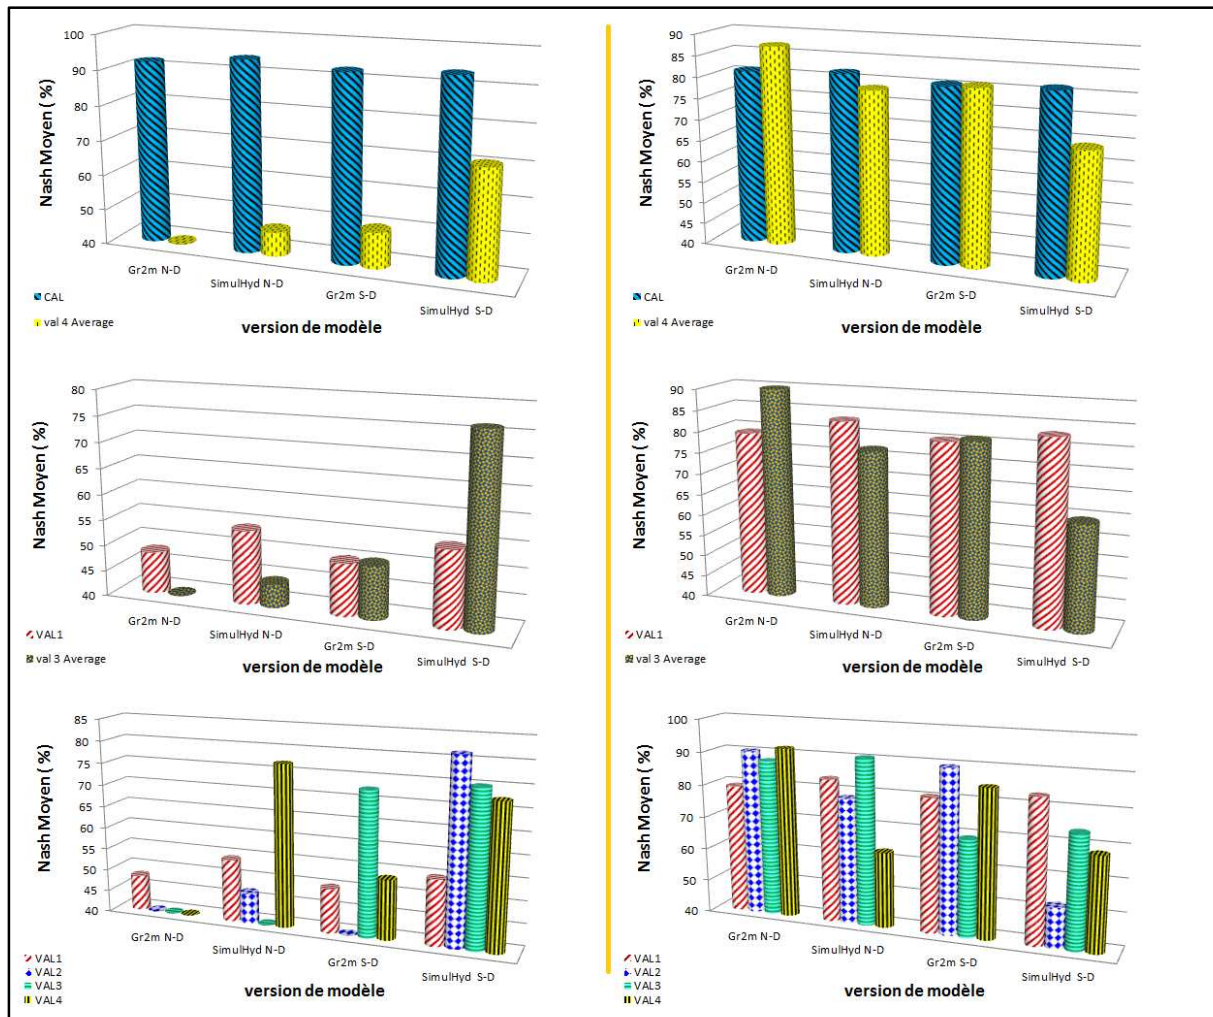 Nash Moyen ( %)
100
90
80
70
60
50
40
Gr2m N-D
SimulHyd N-D
Gr2m S-D
SimulHyd S-D
CAL
val 4 Average
version de modèle
Nash Moyen ( %)
90
85
80
75
70
65
60
55
50
45
40
Gr2m N-D
SimulHyd N-D
Gr2m S-D
SimulHyd S-D
CAL
val 4 Average
version de modèle
Nash Moyen ( %)
80
75
70
65
60
55
50
45
40
Gr2m N-D
SimulHyd N-D
Gr2m S-D
SimulHyd S-D
VAL1
val 3 Average
version de modèle
Nash Moyen ( %)
90
85
80
75
70
65
60
55
50
45
40
Gr2m N-D
SimulHyd N-D
Gr2m S-D
SimulHyd S-D
VAL1
val 3 Average
version de modèle
Nash Moyen ( %)
85
80
75
70
65
60
55
50
45
40
Gr2m N-D
SimulHyd N-D
Gr2m S-D
SimulHyd S-D
VAL1
VAL2
VAL3
VAL4
version de modèle
Nash Moyen ( %)
100
90
80
70
60
50
40
Gr2m N-D
SimulHyd N-D
Gr2m S-D
SimulHyd S-D
VAL1
VAL2
VAL3
VAL4
version de modèle